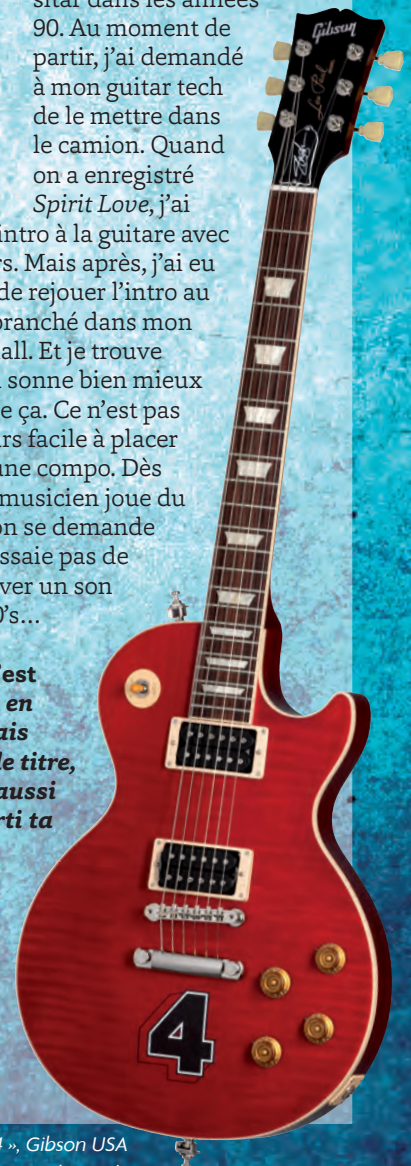 sitar dans les années
90. Au moment de
partir, j’ai demandé
à mon guitar tech
de le mettre dans
le camion. Quand
on a enregistré
Spirit Love, j’ai
intro à la guitare avec
rs. Mais après, j’ai eu
de rejouer l’intro au
branché dans mon
all. Et je trouve
sonne bien mieux
e ça. Ce n’est pas
rs facile à placer
une compo. Dès
musicien joue du
on se demande
ssaie pas de
ver un son
0’s…
’est
en
ais
le titre,
aussi
rti ta
Gibson
Les Paul
4
4 », Gibson USA